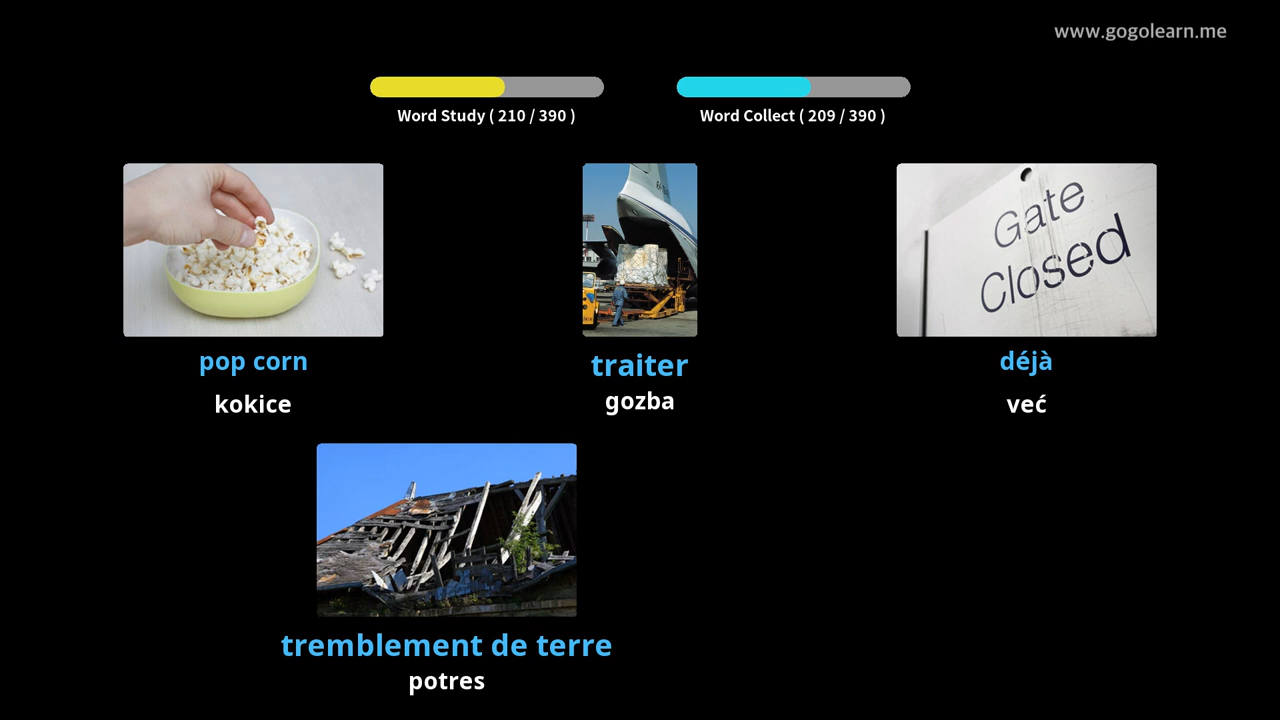 www.gogolearn.me
Word Study ( 210 / 390 )
Word Collect ( 209 / 390 )
Gate
Closed
pop corn
kokice
traiter
gozba
déjà
već
tremblement de terre
potres